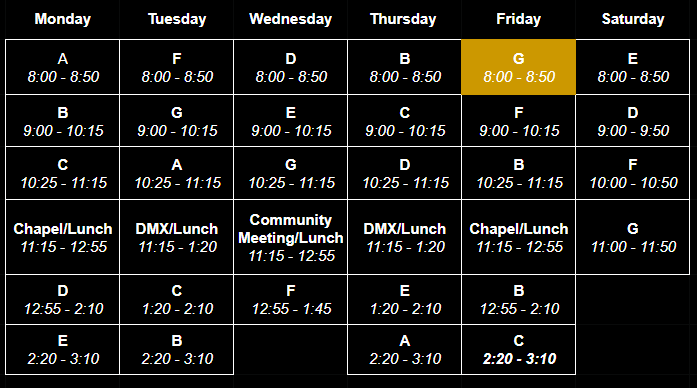 Monday Tuesday Wednesday Thursday Friday Saturday
A F D B G E
8:00 - 8:50 8:00 - 8:50 8:00 - 8:50 8:00 - 8:50 8:00 - 8:50 8:00 - 8:50
B G E C F D
9:00 - 10:15 9:00 - 10:15 9:00 - 10:15 9:00 - 10:15 9:00 - 10:15 9:00 - 9:50
C A G D B F
10:25 - 11:15 10:25 - 11:15 10:25 - 11:15 10:25 - 11:15 10:25 - 11:15 10:00 - 10:50
Chapel/Lunch DMX/Lunch Community Meeting/Lunch DMX/Lunch Chapel/Lunch G
11:15 - 12:55 11:15 - 1:20 11:15 - 12:55 11:15 - 1:20 11:15 - 12:55 11:00 - 11:50
D C F E B
12:55 - 2:10 1:20 - 2:10 12:55 - 1:45 1:20 - 2:10 12:55 - 2:10
E B A C
2:20 - 3:10 2:20 - 3:10 2:20 - 3:10 2:20 - 3:10